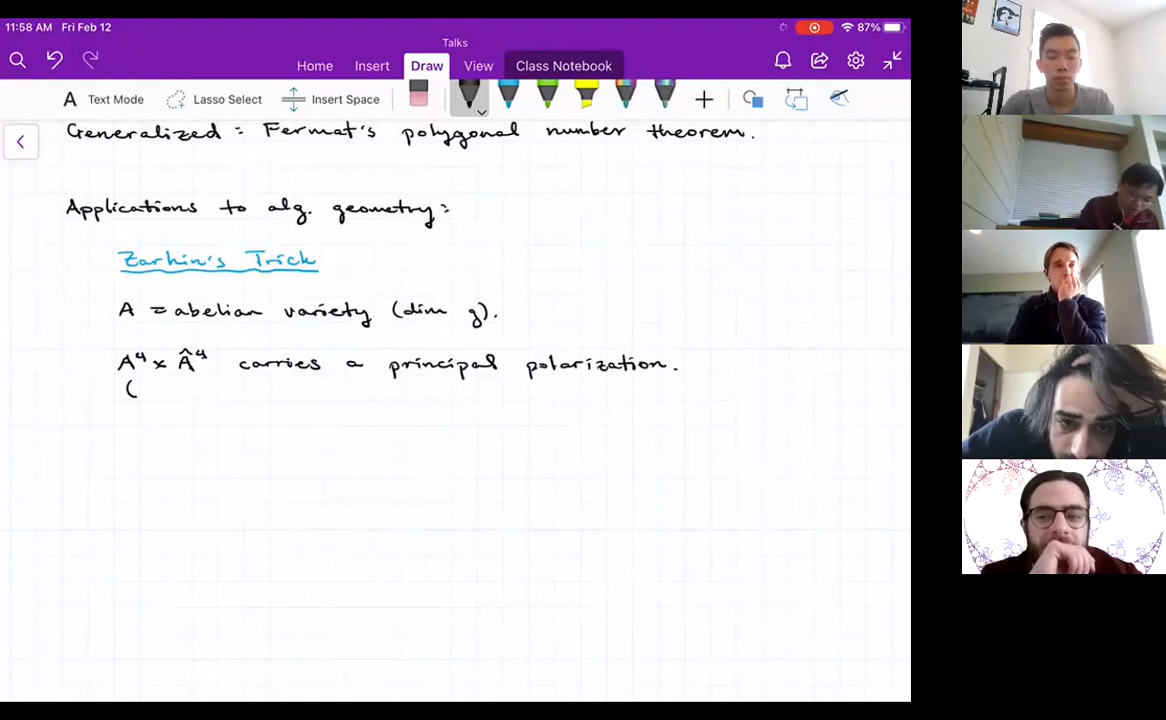 11:58 AM Fri Feb 12
87%
Talks
Home Insert Draw View Class Notebook
Text Mode Lasso Select Insert Space
Generalized : Fermat's polygonal number theorem.
Applications to alg. geometry:
Zarhin's Trick
A = abelian variety (dim g).
A⁴ × Â⁴ carries a principal polarization.
(